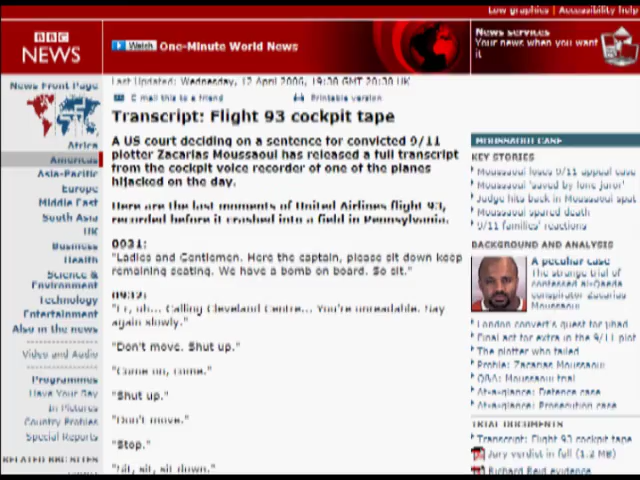 Low graphics | Accessibility help
BBC
NEWS
Watch One-Minute World News
News services
Your news when you want it
News Front Page
Africa
Americas
Asia-Pacific
Europe
Middle East
South Asia
UK
Business
Health
Science & Environment
Technology
Entertainment
Also in the news
Video and Audio
Programmes
Have Your Say
In Pictures
Country Profiles
Special Reports
RELATED BBC SITES
Last Updated: Wednesday, 12 April 2006, 19:30 GMT 20:30 UK
E-mail this to a friend
Printable version
Transcript: Flight 93 cockpit tape
A US court deciding on a sentence for convicted 9/11
plotter Zacarias Moussaoui has released a full transcript
from the cockpit voice recorder of one of the planes
hijacked on the day.
Here are the last moments of United Airlines flight 93,
recorded before it crashed into a field in Pennsylvania.
"Ladies and Gentlemen. Here the captain, please sit down keep
remaining seating. We have a bomb on board. So sit."
Calling Cleveland Centre... You're unreadable. Say
again slowly."
"Don't move. Shut up."
"Come on, come."
"Shut up."
"Don't move."
"Stop."
"Sit, sit, sit down."
MOUSSAOUI CASE
KEY STORIES
Moussaoui loses 9/11 appeal case
Moussaoui 'saved by lone juror'
Judge hits back in Moussaoui spat
Moussaoui spared death
9/11 families' reactions
BACKGROUND AND ANALYSIS
A peculiar case
The strange trial of
confessed al-Qaeda
conspirator Zacarias
Moussaoui
London convert's quest for jihad
Final act for extra in the 9/11 plot
The plotter who failed
Profile: Zacarias Moussaoui
Q&A: Moussaoui trial
At-a-glance: Defence case
At-a-glance: Prosecution case
TRIAL DOCUMENTS
Transcript: Flight 93 cockpit tape
Jury verdict in full (1.2 MB)
Richard Reid evidence